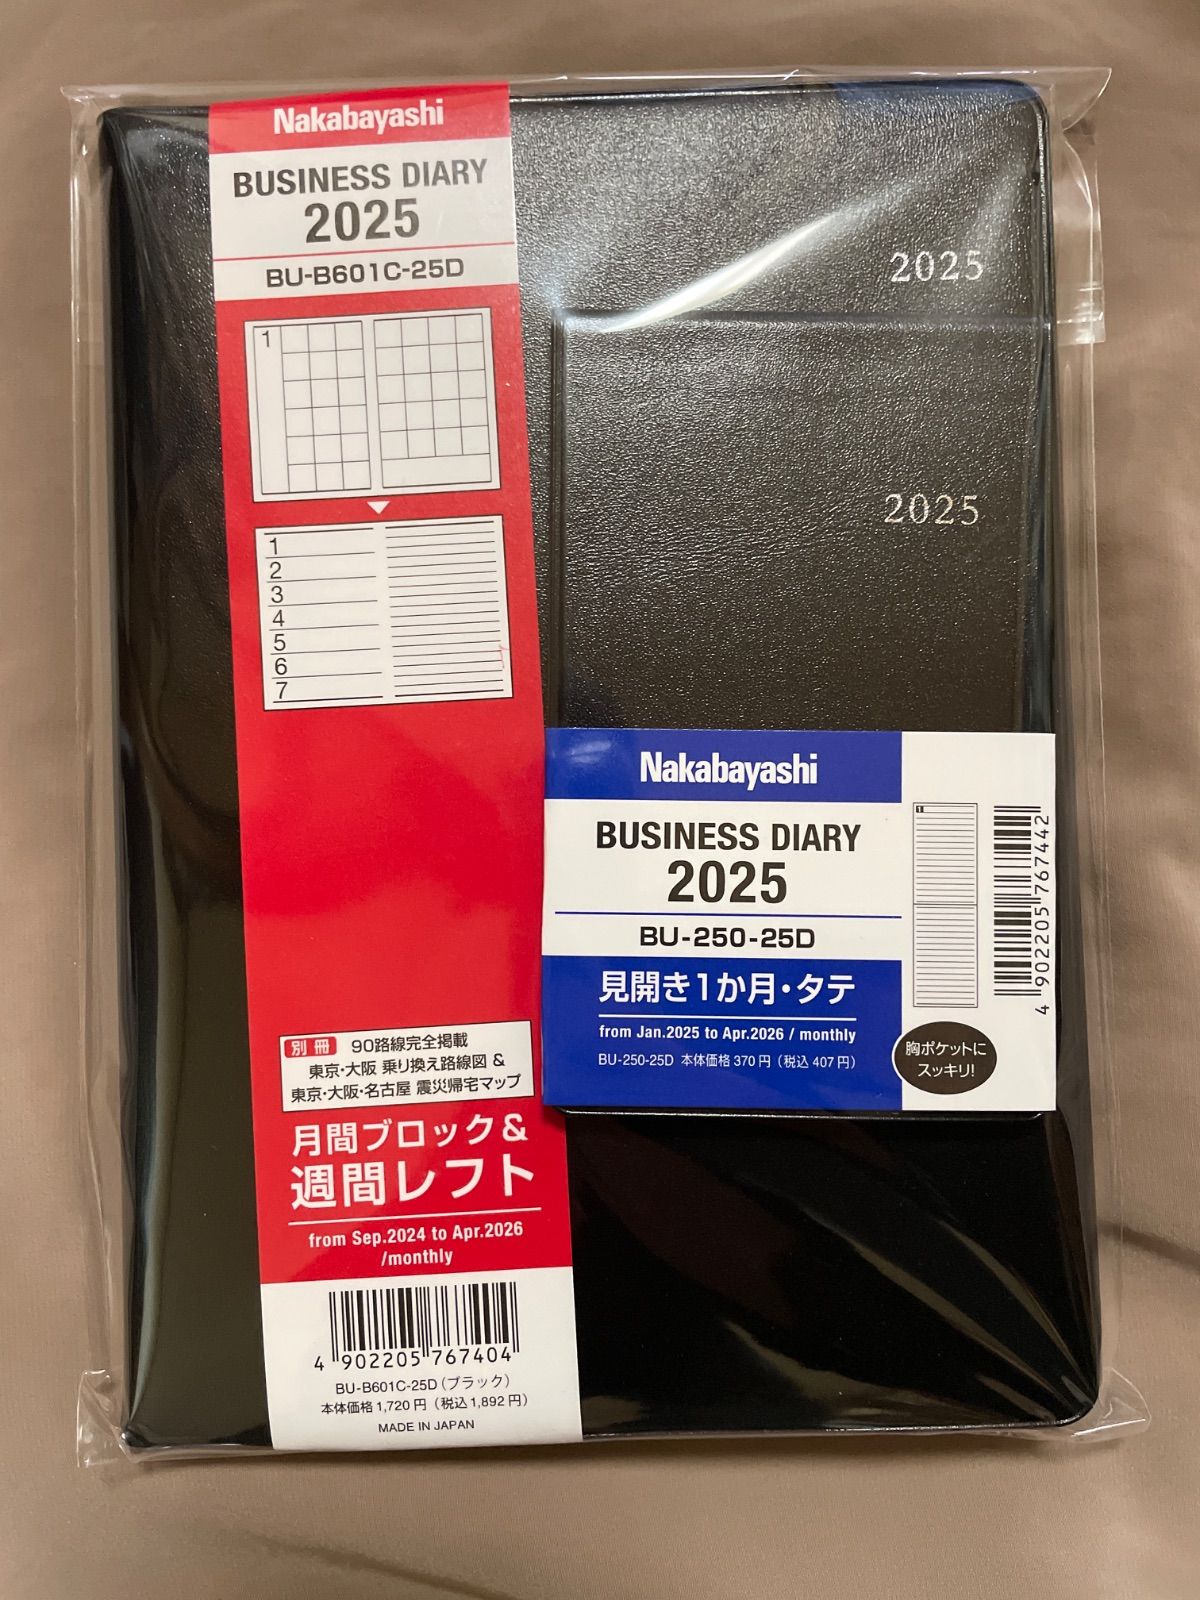 Nakabayashi
BUSINESS DIARY
2025
BU-B601C-25D
1
1
2
3
4
5
6
7
別冊 90路線完全掲載
東京・大阪 乗り換え路線図 &
東京・大阪・名古屋 震災帰宅マップ
月間ブロック&
週間レフト
from Sep.2024 to Apr.2026
/monthly
4 902205 767404
BU-B601C-25D(ブラック)
本体価格 1,720 円 (税込 1,892 円)
MADE IN JAPAN
2025
2025
Nakabayashi
BUSINESS DIARY
2025
BU-250-25D
見開き1か月・タテ
from Jan.2025 to Apr.2026 / monthly
BU-250-25D 本体価格 370 円 (税込 407 円)
1
胸ポケットに
スッキリ!
4 902205 767442